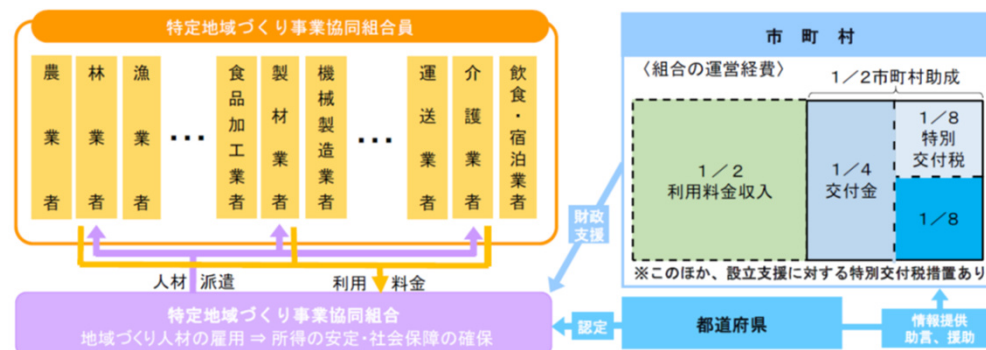 特定地域づくり事業協同組合員
農業者
林業者
漁業者
・・・
食品加工業者
製材業者
機械製造業者
・・・
運送業者
介護業者
飲食・宿泊業者
人材派遣
利用料金
特定地域づくり事業協同組合
地域づくり人材の雇用 ⇒ 所得の安定・社会保障の確保
市町村
〈組合の運営経費〉
1/2市町村助成
1/2
利用料金収入
1/4
交付金
1/8
特別
交付税
1/8
※このほか、設立支援に対する特別交付税措置あり
財政
支援
認定
都道府県
情報提供
助言、援助